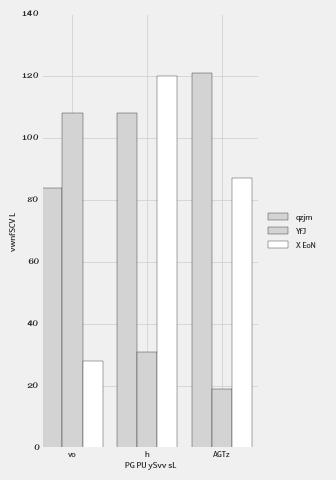 140
120
100
80
60
40
20
0
vwnfSCV L
vo
h
AGTz
PG PU ySvv sL
qzjm
YfJ
X EoN